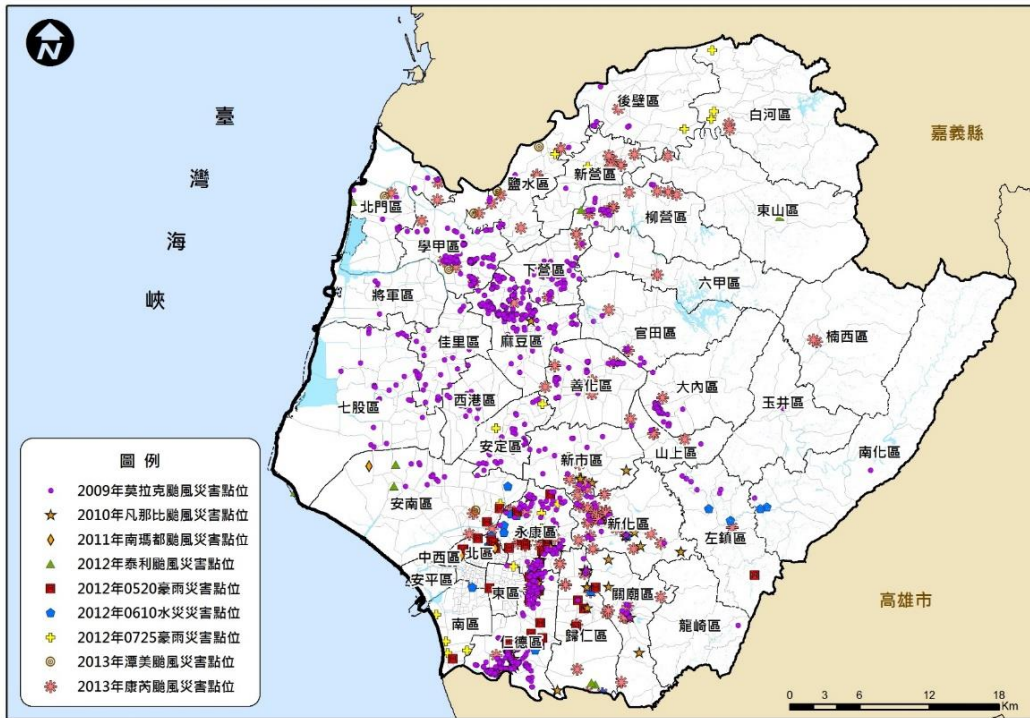 N
臺
灣
海
峽
嘉義縣
高雄市
後壁區
白河區
鹽水區
新營區
北門區
柳營區
東山區
學甲區
下營區
六甲區
將軍區
官田區
楠西區
佳里區
麻豆區
善化區
大內區
玉井區
七股區
西港區
安定區
山上區
南化區
新市區
安南區
永康區
新化區
左鎮區
中西區
北區
安平區
東區
關廟區
南區
歸仁區
龍崎區
仁德區
圖 例
2009年莫拉克颱風災害點位
2010年凡那比颱風災害點位
2011年南瑪都颱風災害點位
2012年泰利颱風災害點位
2012年0520豪雨災害點位
2012年0610水災災害點位
2012年0725豪雨災害點位
2013年潭美颱風災害點位
2013年康芮颱風災害點位
0 3 6 12 18
Km